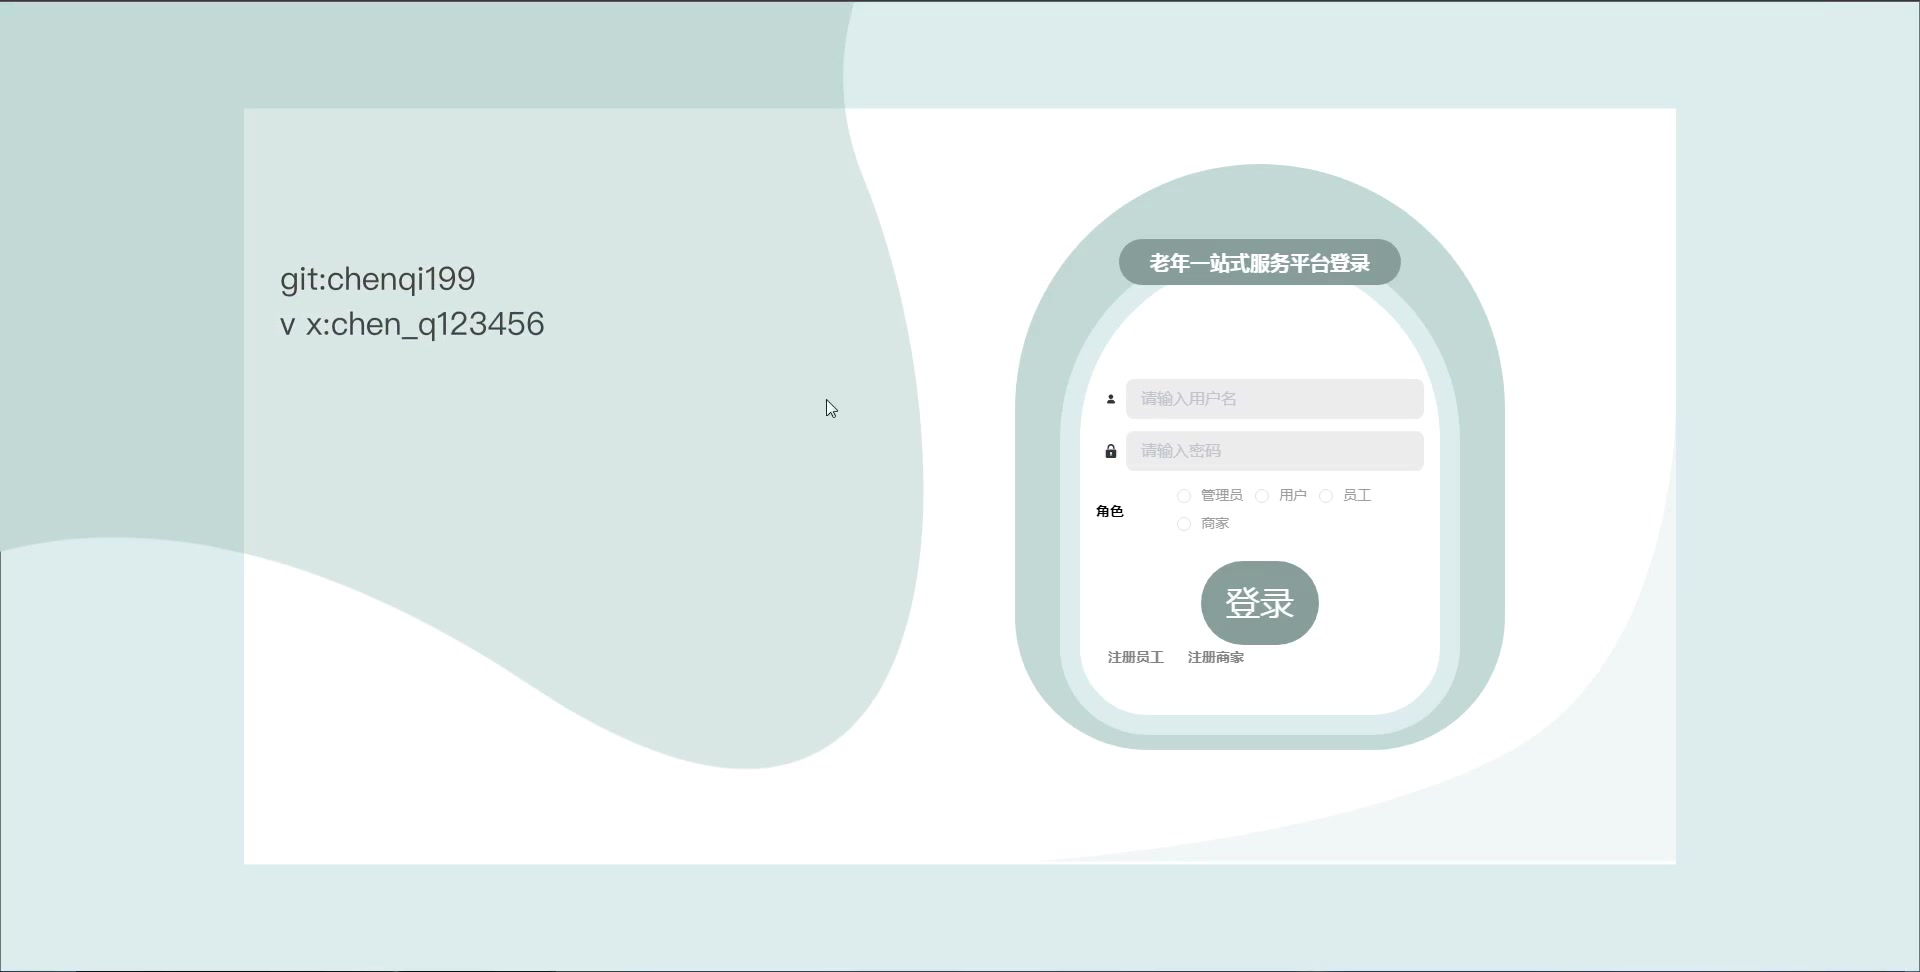 git:chenqi199
v x:chen_q123456
老年一站式服务平台登录
请输入用户名
请输入密码
角色
管理员 用户 员工
商家
登录
注册员工 注册商家